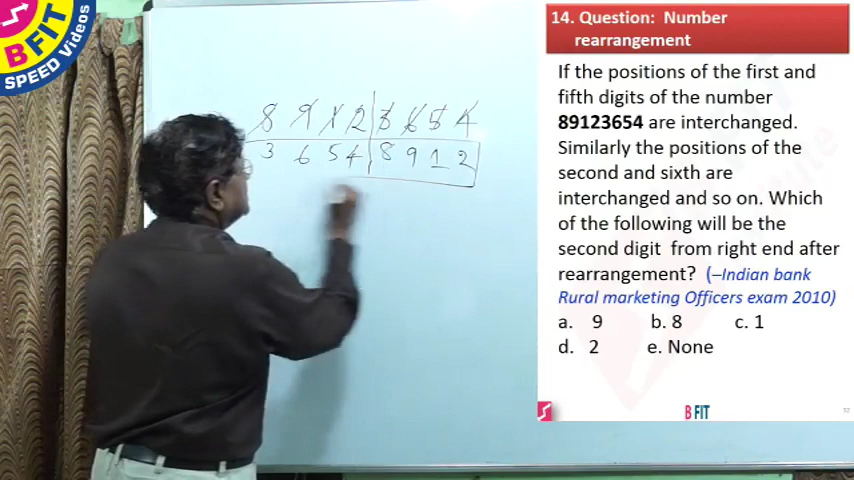 BFIT
SPEED Videos
8 9 1 2 3 6 5 4
3 6 5 4 8 9 1 2
14. Question: Number
rearrangement
If the positions of the first and
fifth digits of the number
89123654 are interchanged.
Similarly the positions of the
second and sixth are
interchanged and so on. Which
of the following will be the
second digit from right end after
rearrangement? (–Indian bank
Rural marketing Officers exam 2010)
a. 9 b. 8 c. 1
d. 2 e. None
BFIT